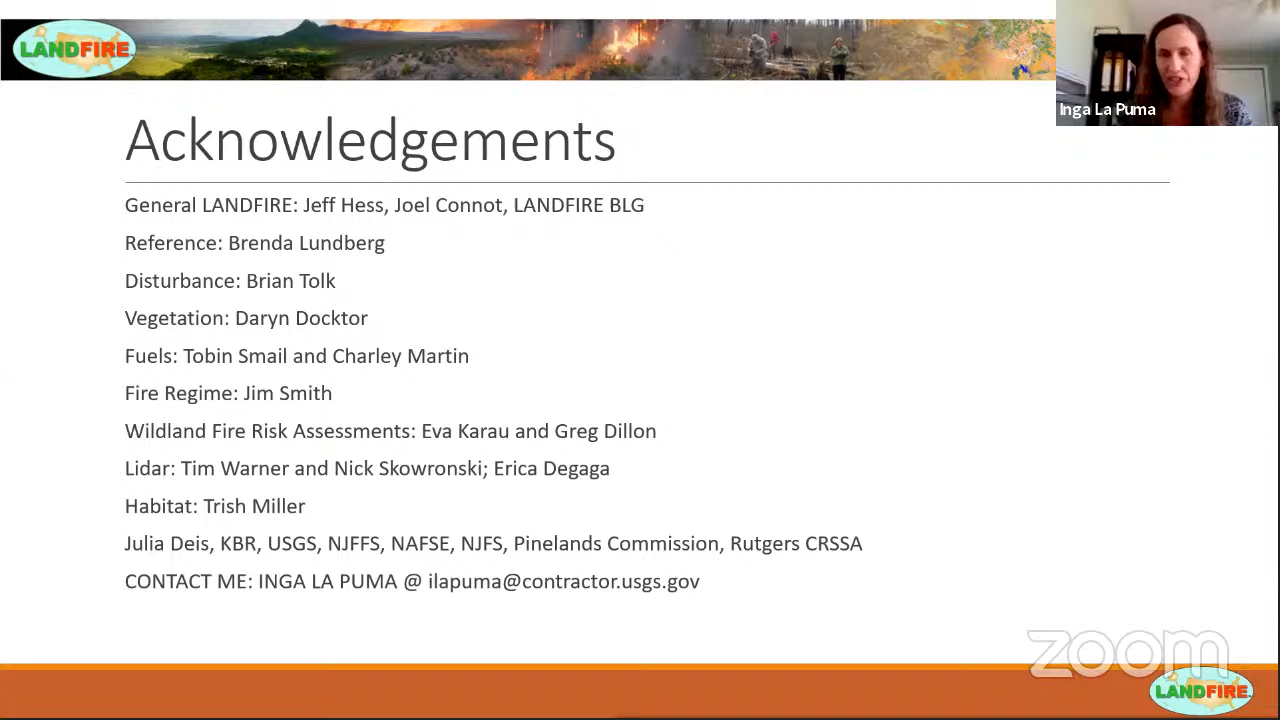 LANDFIRE
Inga La Puma
Acknowledgements
General LANDFIRE: Jeff Hess, Joel Connot, LANDFIRE BLG
Reference: Brenda Lundberg
Disturbance: Brian Tolk
Vegetation: Daryn Docktor
Fuels: Tobin Smail and Charley Martin
Fire Regime: Jim Smith
Wildland Fire Risk Assessments: Eva Karau and Greg Dillon
Lidar: Tim Warner and Nick Skowronski; Erica Degaga
Habitat: Trish Miller
Julia Deis, KBR, USGS, NJFFS, NAFSE, NJFS, Pinelands Commission, Rutgers CRSSA
CONTACT ME: INGA LA PUMA @ ilapuma@contractor.usgs.gov
zoom
LANDFIRE